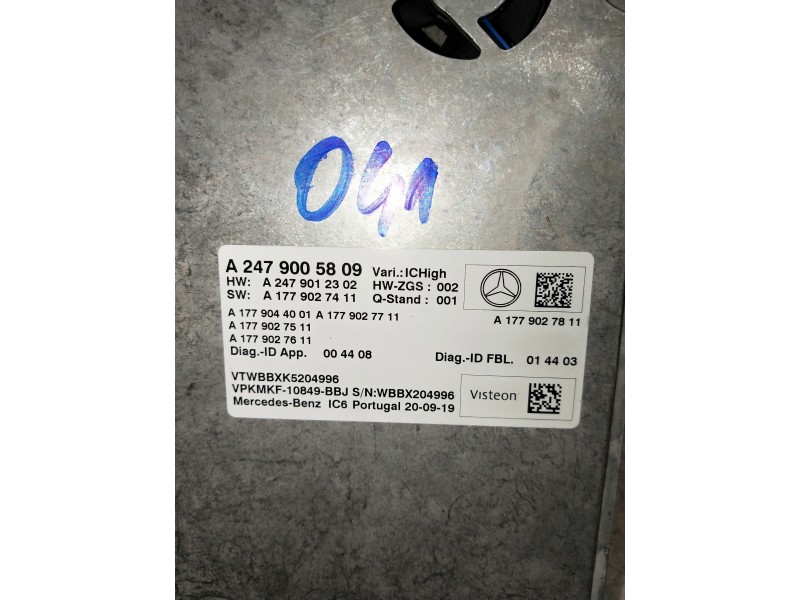 041
A 247 900 58 09 Vari.: ICHigh
HW: A 247 901 23 02 HW-ZGS : 002
SW: A 177 902 74 11 Q-Stand : 001
A 177 904 40 01 A 177 902 77 11 A 177 902 78 11
A 177 902 75 11
A 177 902 76 11
Diag.-ID App. 00 44 08 Diag.-ID FBL. 01 44 03
VTWBBXK5204996
VPKMKF-10849-BBJ S/N:WBBX204996
Mercedes-Benz IC6 Portugal 20-09-19
Visteon